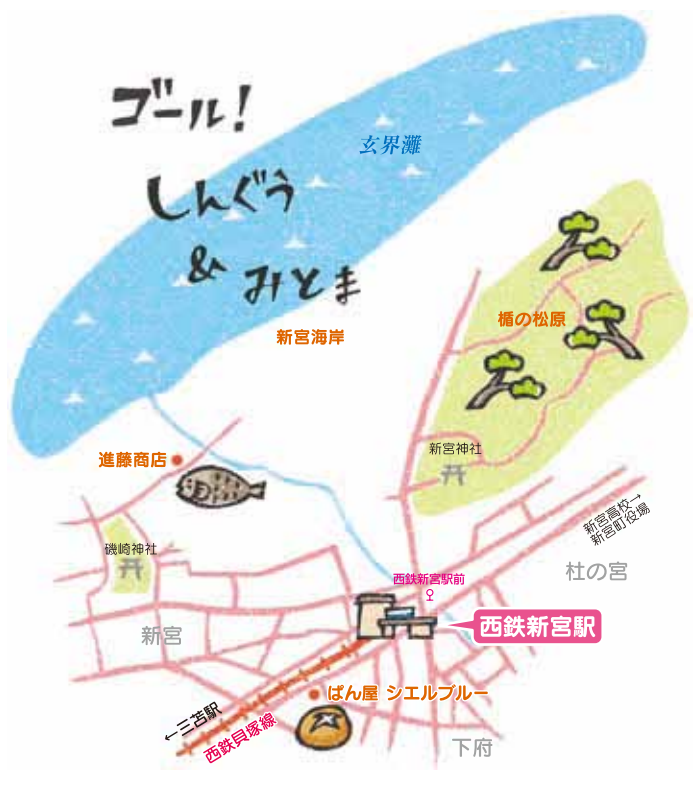 ゴール!
玄界灘
しんぐう
&みとま
楯の松原
新宮海岸
新宮神社
進藤商店
新宮高校→
新宮町役場
磯崎神社
西鉄新宮駅前
杜の宮
新宮
西鉄新宮駅
ぱん屋 シエルブルー
←三苫駅
西鉄貝塚線
下府